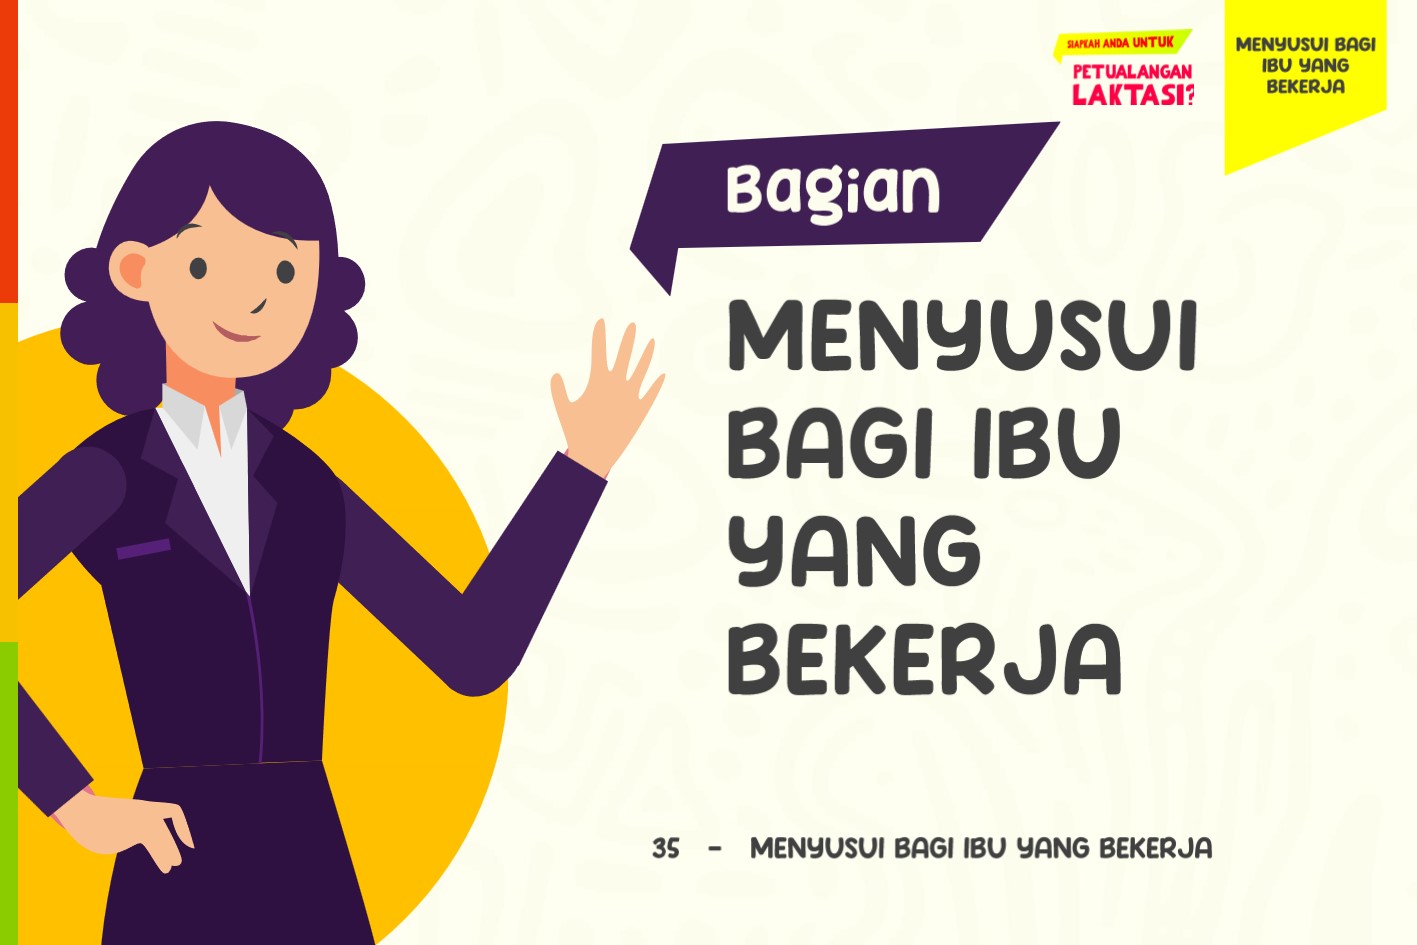 SIAPKAH ANDA UNTUK
PETUALANGAN
LAKTASI?
MENYUSUI BAGI
IBU YANG
BEKERJA
Bagian
MENYUSUI
BAGI IBU
YANG
BEKERJA
35 - MENYUSUI BAGI IBU YANG BEKERJA